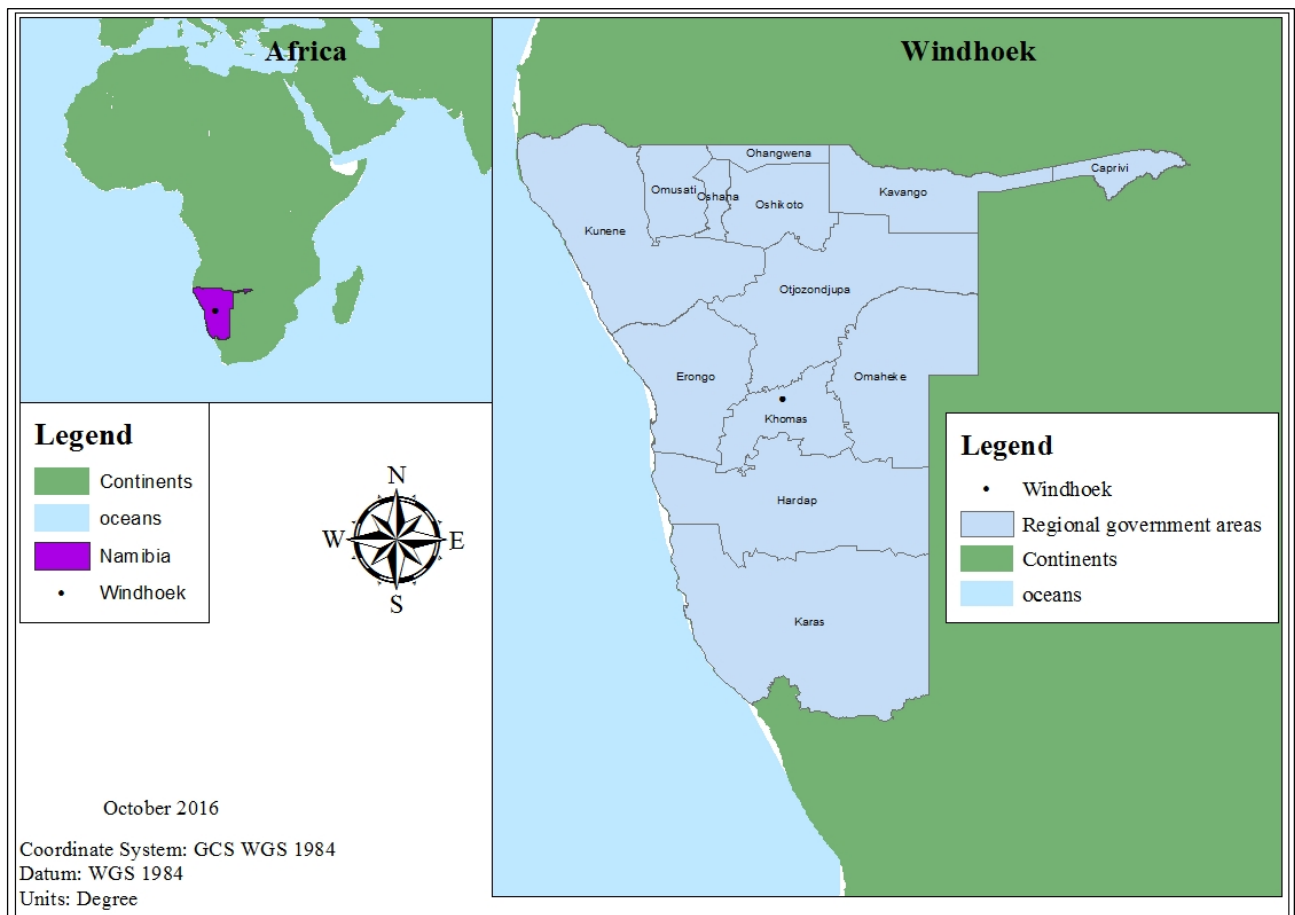 Africa
Legend
Continents
oceans
Namibia
Windhoek
N
W
E
S
October 2016
Coordinate System: GCS WGS 1984
Datum: WGS 1984
Units: Degree
Windhoek
Ohangwena
Caprivi
Omusati
Oshana
Oshikoto
Kavango
Kunene
Otjozondjupa
Erongo
Omaheke
Khomas
Hardap
Karas
Legend
Windhoek
Regional government areas
Continents
oceans